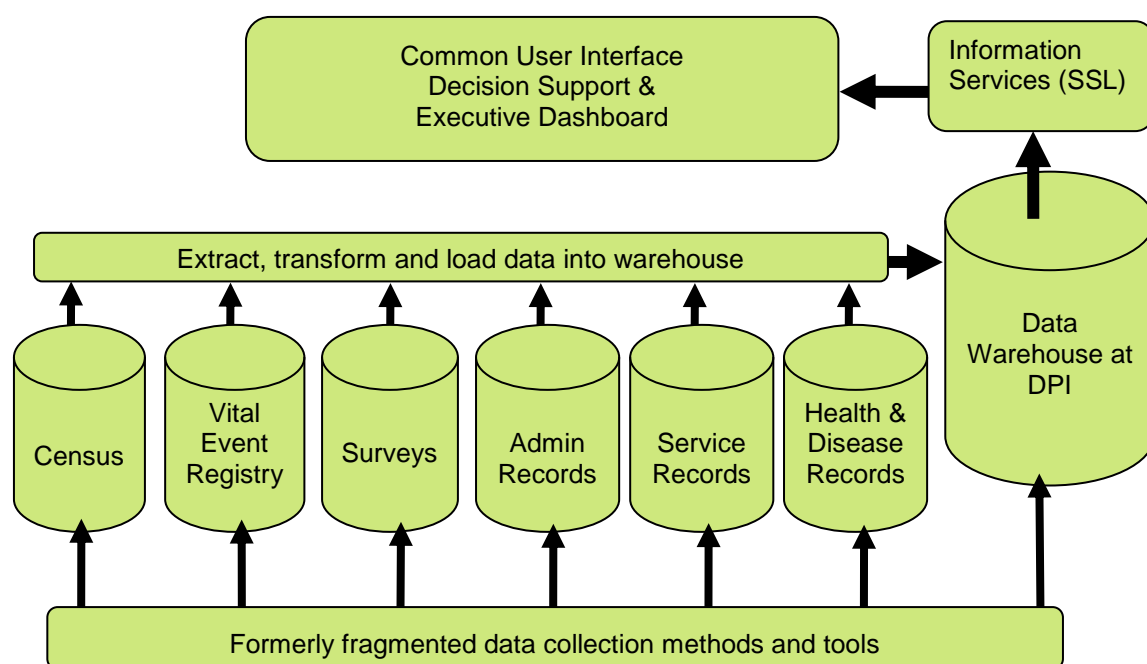 Common User Interface
Decision Support &
Executive Dashboard
Information
Services (SSL)
Extract, transform and load data into warehouse
Data
Warehouse at
DPI
Census
Vital
Event
Registry
Surveys
Admin
Records
Service
Records
Health &
Disease
Records
Formerly fragmented data collection methods and tools